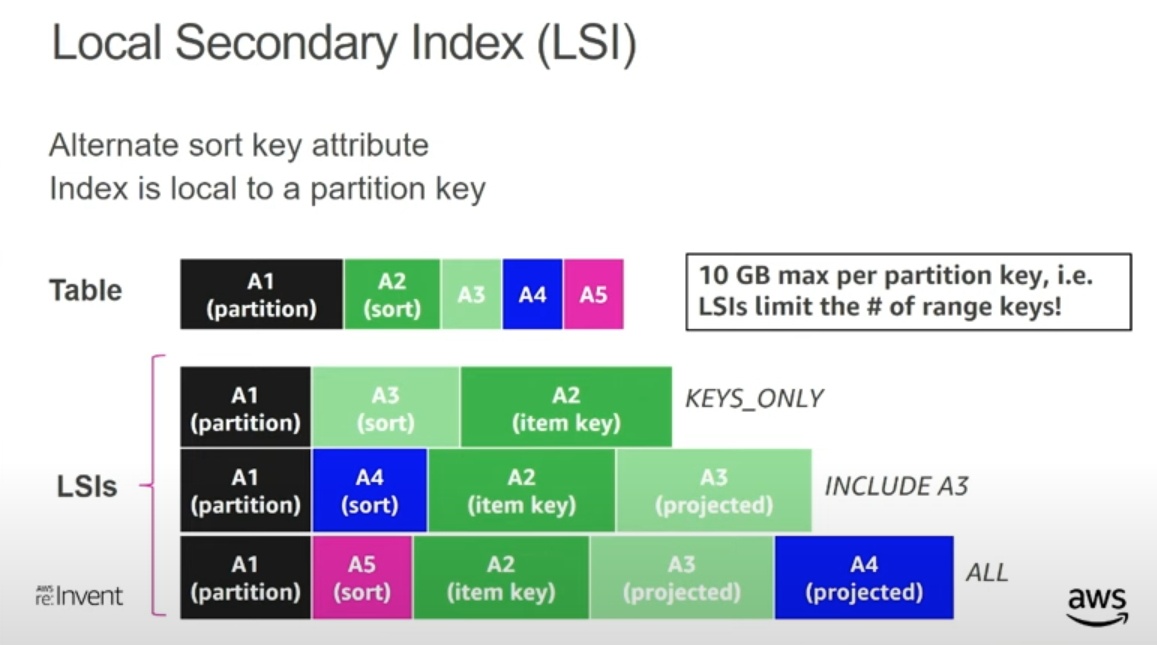 Local Secondary Index (LSI)
Alternate sort key attribute
Index is local to a partition key
Table
A1
(partition)
A2
(sort)
A3
A4
A5
10 GB max per partition key, i.e.
LSIs limit the # of range keys!
LSIs
A1
(partition)
A3
(sort)
A2
(item key)
KEYS_ONLY
A1
(partition)
A4
(sort)
A2
(item key)
A3
(projected)
INCLUDE A3
A1
(partition)
A5
(sort)
A2
(item key)
A3
(projected)
A4
(projected)
ALL
AWS
re:Invent
aws